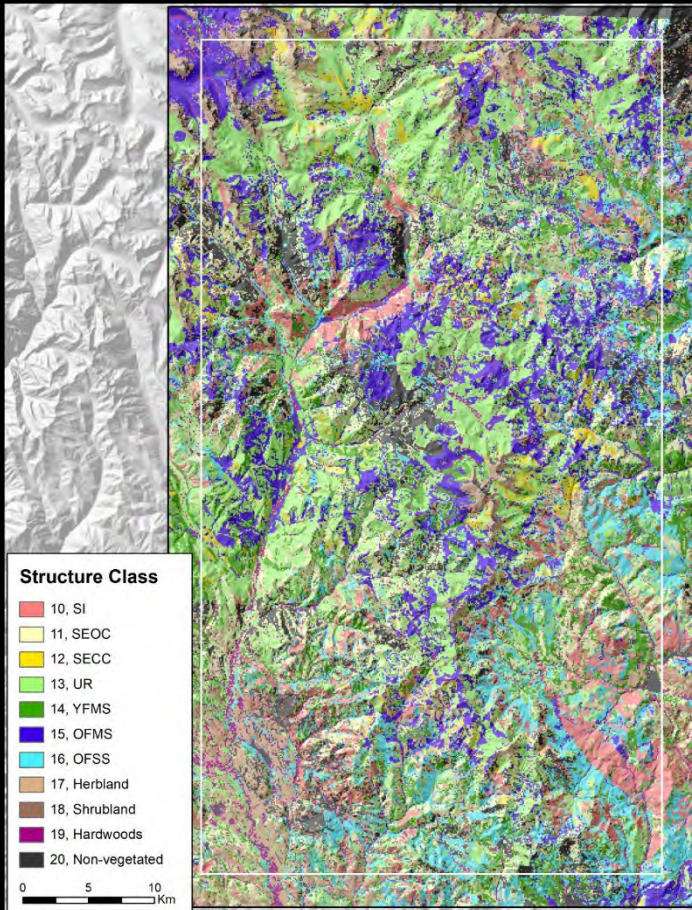 Structure Class
10, SI
11, SEOC
12, SECC
13, UR
14, YFMS
15, OFMS
16, OFSS
17, Herbland
18, Shrubland
19, Hardwoods
20, Non-vegetated
0 5 10
Km